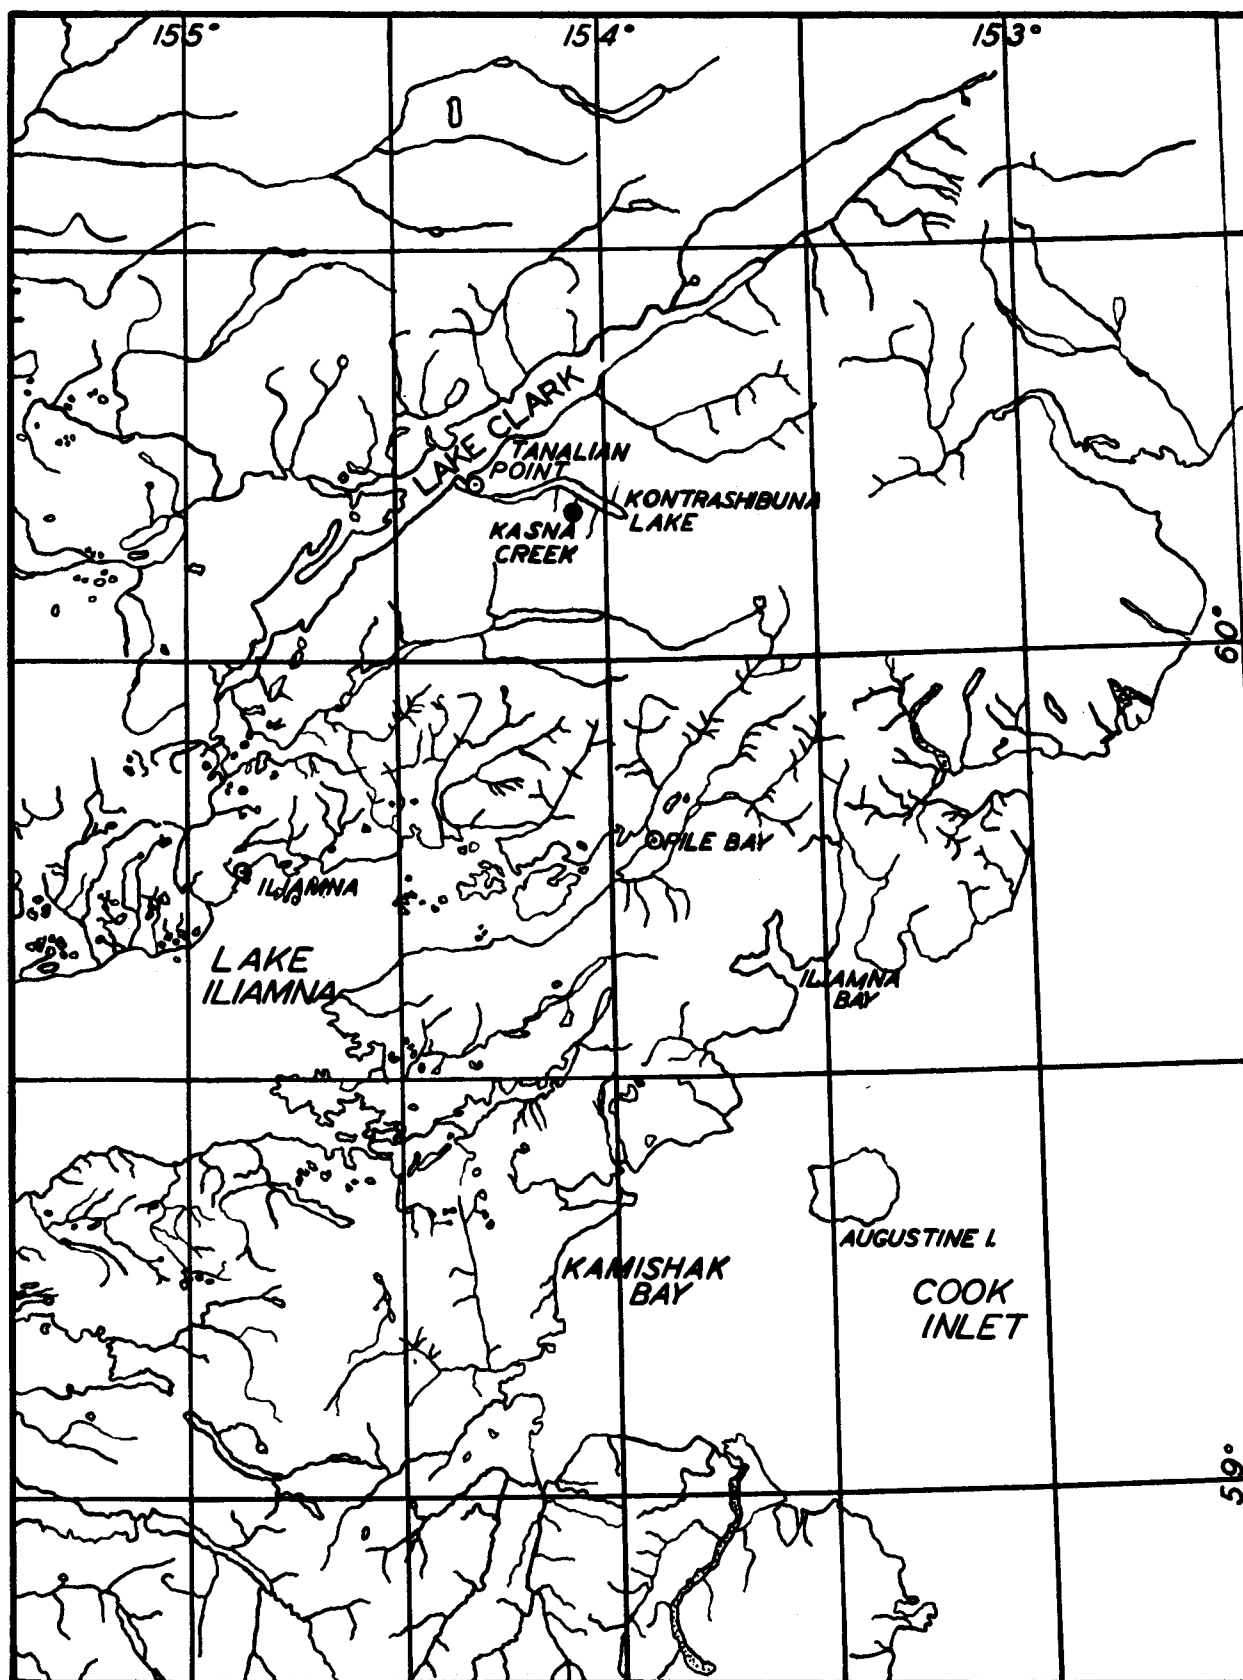 155°
154°
153°
LAKE CLARK
TANALIAN
POINT
KONTRASHIBUNA
LAKE
KASNA
CREEK
60°
PILE BAY
ILIAMNA
LAKE
ILIAMNA
ILIAMNA
BAY
AUGUSTINE I.
KAMISHAK
BAY
COOK
INLET
59°